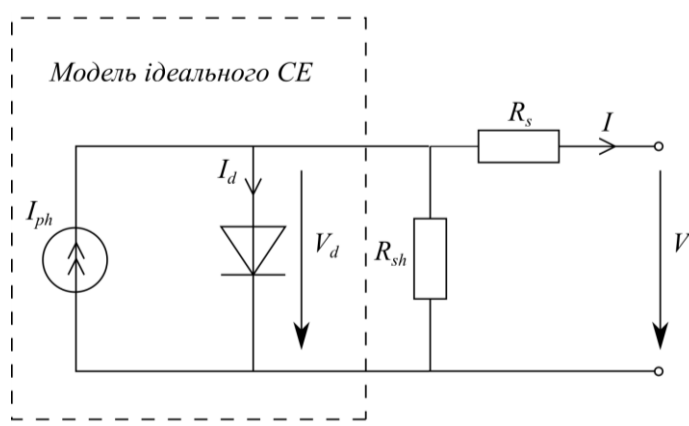 Модель ідеального СЕ
R_s
I
I_d
I_ph
V_d
R_sh
V